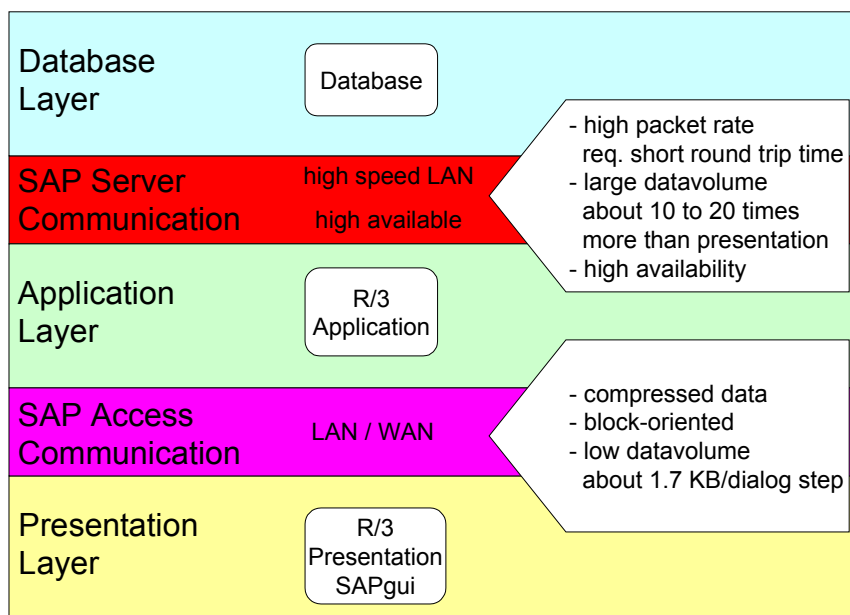 Database
Layer
Database
SAP Server
Communication
high speed LAN
high available
- high packet rate
req. short round trip time
- large datavolume
about 10 to 20 times
more than presentation
- high availability
Application
Layer
R/3
Application
SAP Access
Communication
LAN / WAN
- compressed data
- block-oriented
- low datavolume
about 1.7 KB/dialog step
Presentation
Layer
R/3
Presentation
SAPgui